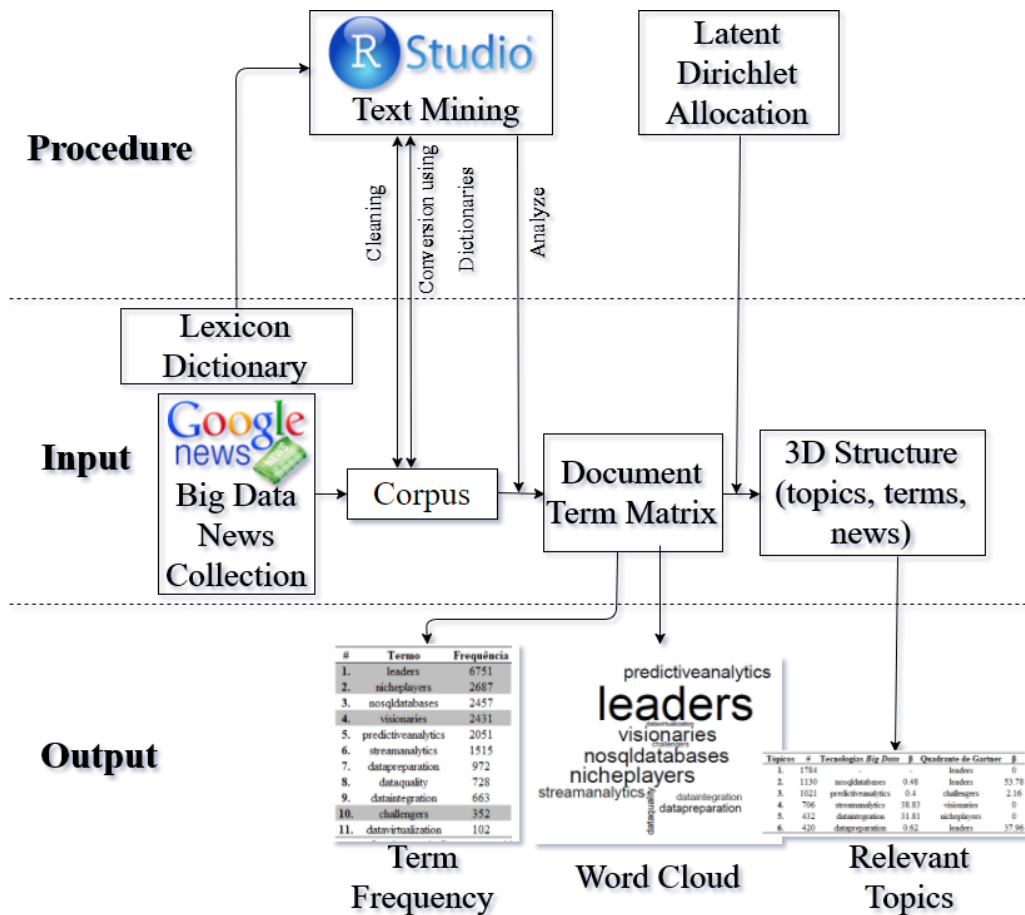 R Studio
Text Mining
Latent
Dirichlet
Allocation
Procedure
Cleaning
Conversion using
Dictionaries
Analyze
Lexicon
Dictionary
Input
Google
news
Big Data
News
Collection
Corpus
Document
Term Matrix
3D Structure
(topics, terms,
news)
Output
# Termo Frequência
1. leaders 6751
2. nicheplayers 2687
3. nosqldatabases 2457
4. visionaries 2431
5. predictiveanalytics 2051
6. streamanalytics 1515
7. datapreparation 972
8. dataquality 728
9. dataintegration 663
10. challengers 352
11. datavirtualization 102
Term
Frequency
predictiveanalytics
leaders
datavirtualization
visionaries
challengers
nosqldatabases
nicheplayers
streamanalytics
dataquality
dataintegration
datapreparation
Word Cloud
Tópicos # Tecnologias Big Data β Quadrante de Gartner β
1. 1784 - - leaders 0
2. 1130 nosqldatabases 0.48 leaders 53.78
3. 1021 predictiveanalytics 0.4 challengers 2.16
4. 706 streamanalytics 38.83 visionaries 0
5. 432 dataintegration 31.81 nicheplayers 0
6. 420 datapreparation 0.62 leaders 37.96
Relevant
Topics